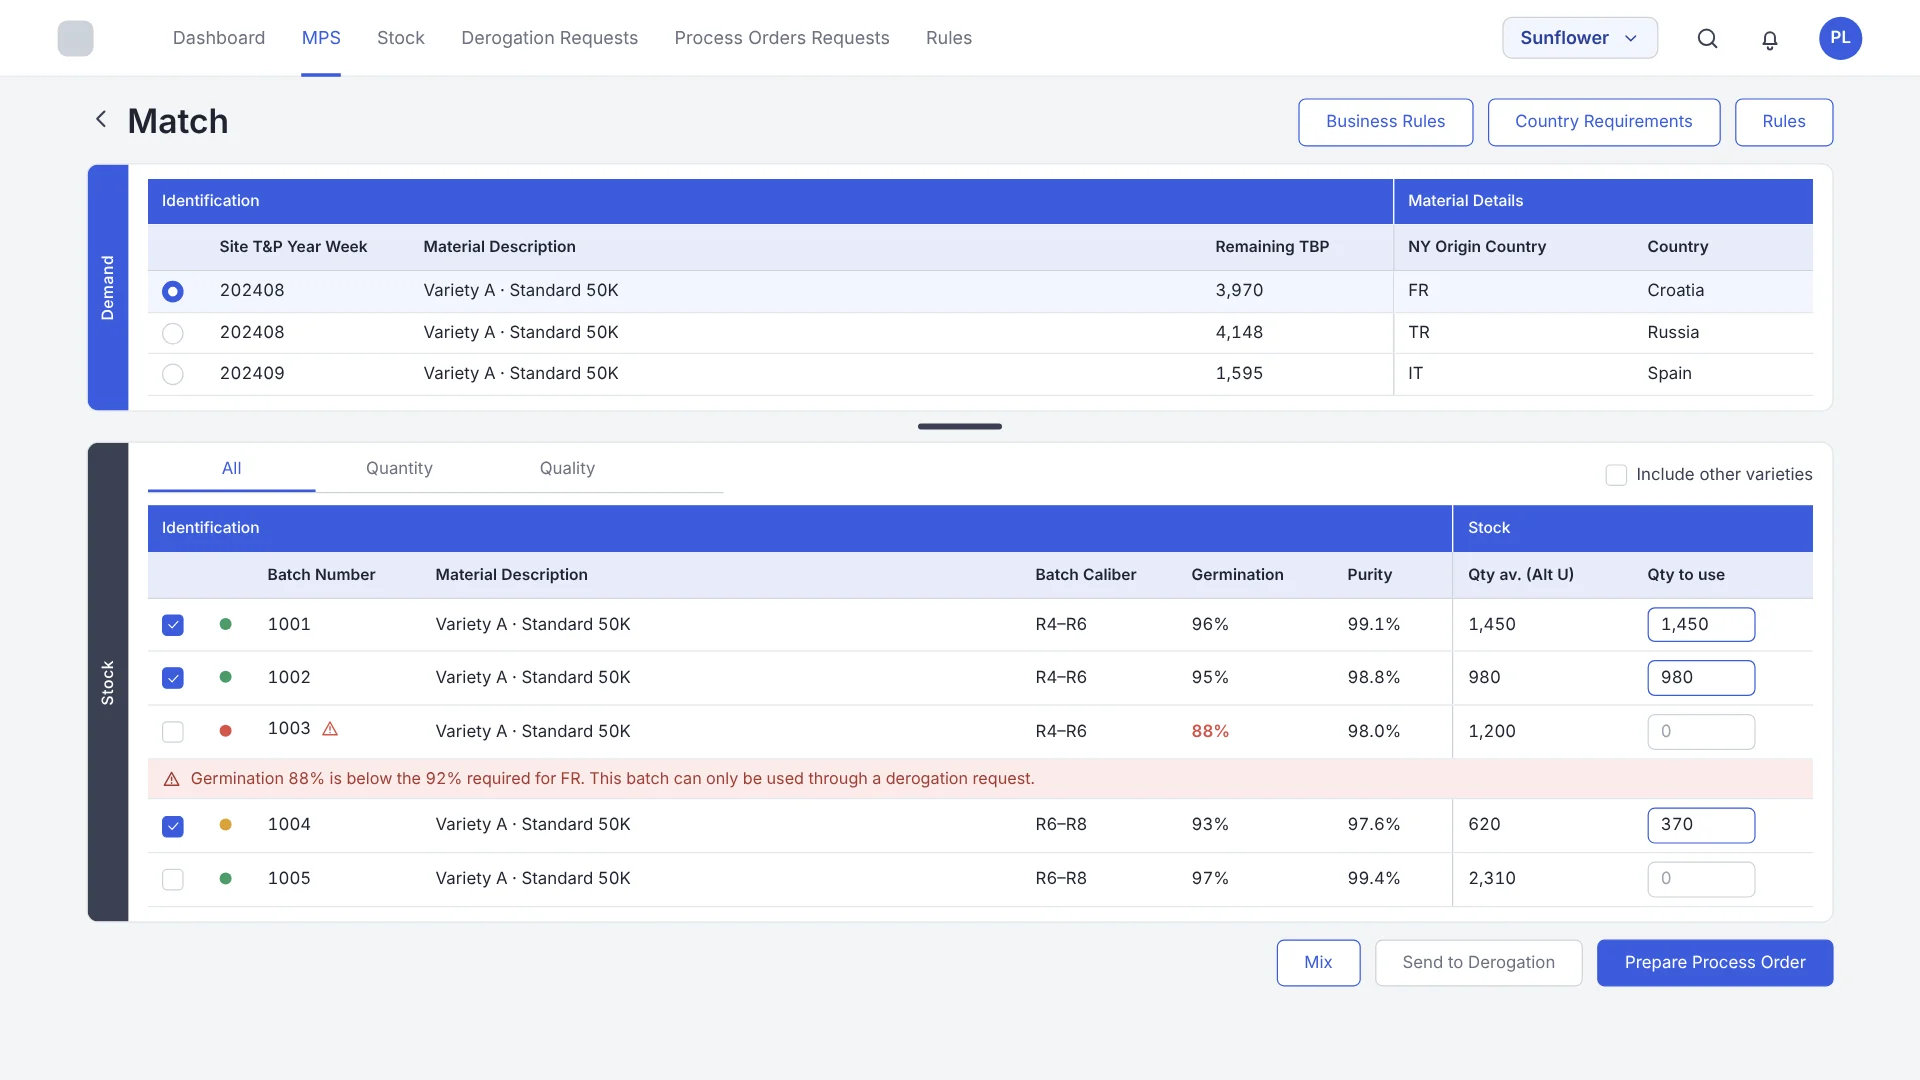 Dashboard MPS Stock Derogation Requests Process Orders Requests Rules Sunflower PL
Match Business Rules Country Requirements Rules
Demand
Identification Material Details
Site T&P Year Week Material Description Remaining TBP NY Origin Country Country
202408 Variety A · Standard 50K 3,970 FR Croatia
202408 Variety A · Standard 50K 4,148 TR Russia
202409 Variety A · Standard 50K 1,595 IT Spain
Stock
All Quantity Quality Include other varieties
Identification Stock
Batch Number Material Description Batch Caliber Germination Purity Qty av. (Alt U) Qty to use
1001 Variety A · Standard 50K R4–R6 96% 99.1% 1,450 1,450
1002 Variety A · Standard 50K R4–R6 95% 98.8% 980 980
1003 Variety A · Standard 50K R4–R6 88% 98.0% 1,200 0
Germination 88% is below the 92% required for FR. This batch can only be used through a derogation request.
1004 Variety A · Standard 50K R6–R8 93% 97.6% 620 370
1005 Variety A · Standard 50K R6–R8 97% 99.4% 2,310 0
Mix Send to Derogation Prepare Process Order